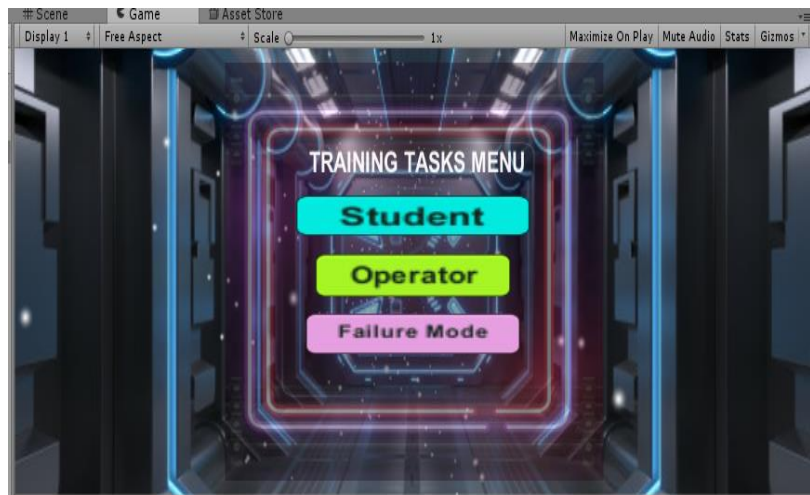 Scene Game Asset Store
Display 1 Free Aspect Scale 1x Maximize On Play Mute Audio Stats Gizmos
TRAINING TASKS MENU
Student
Operator
Failure Mode